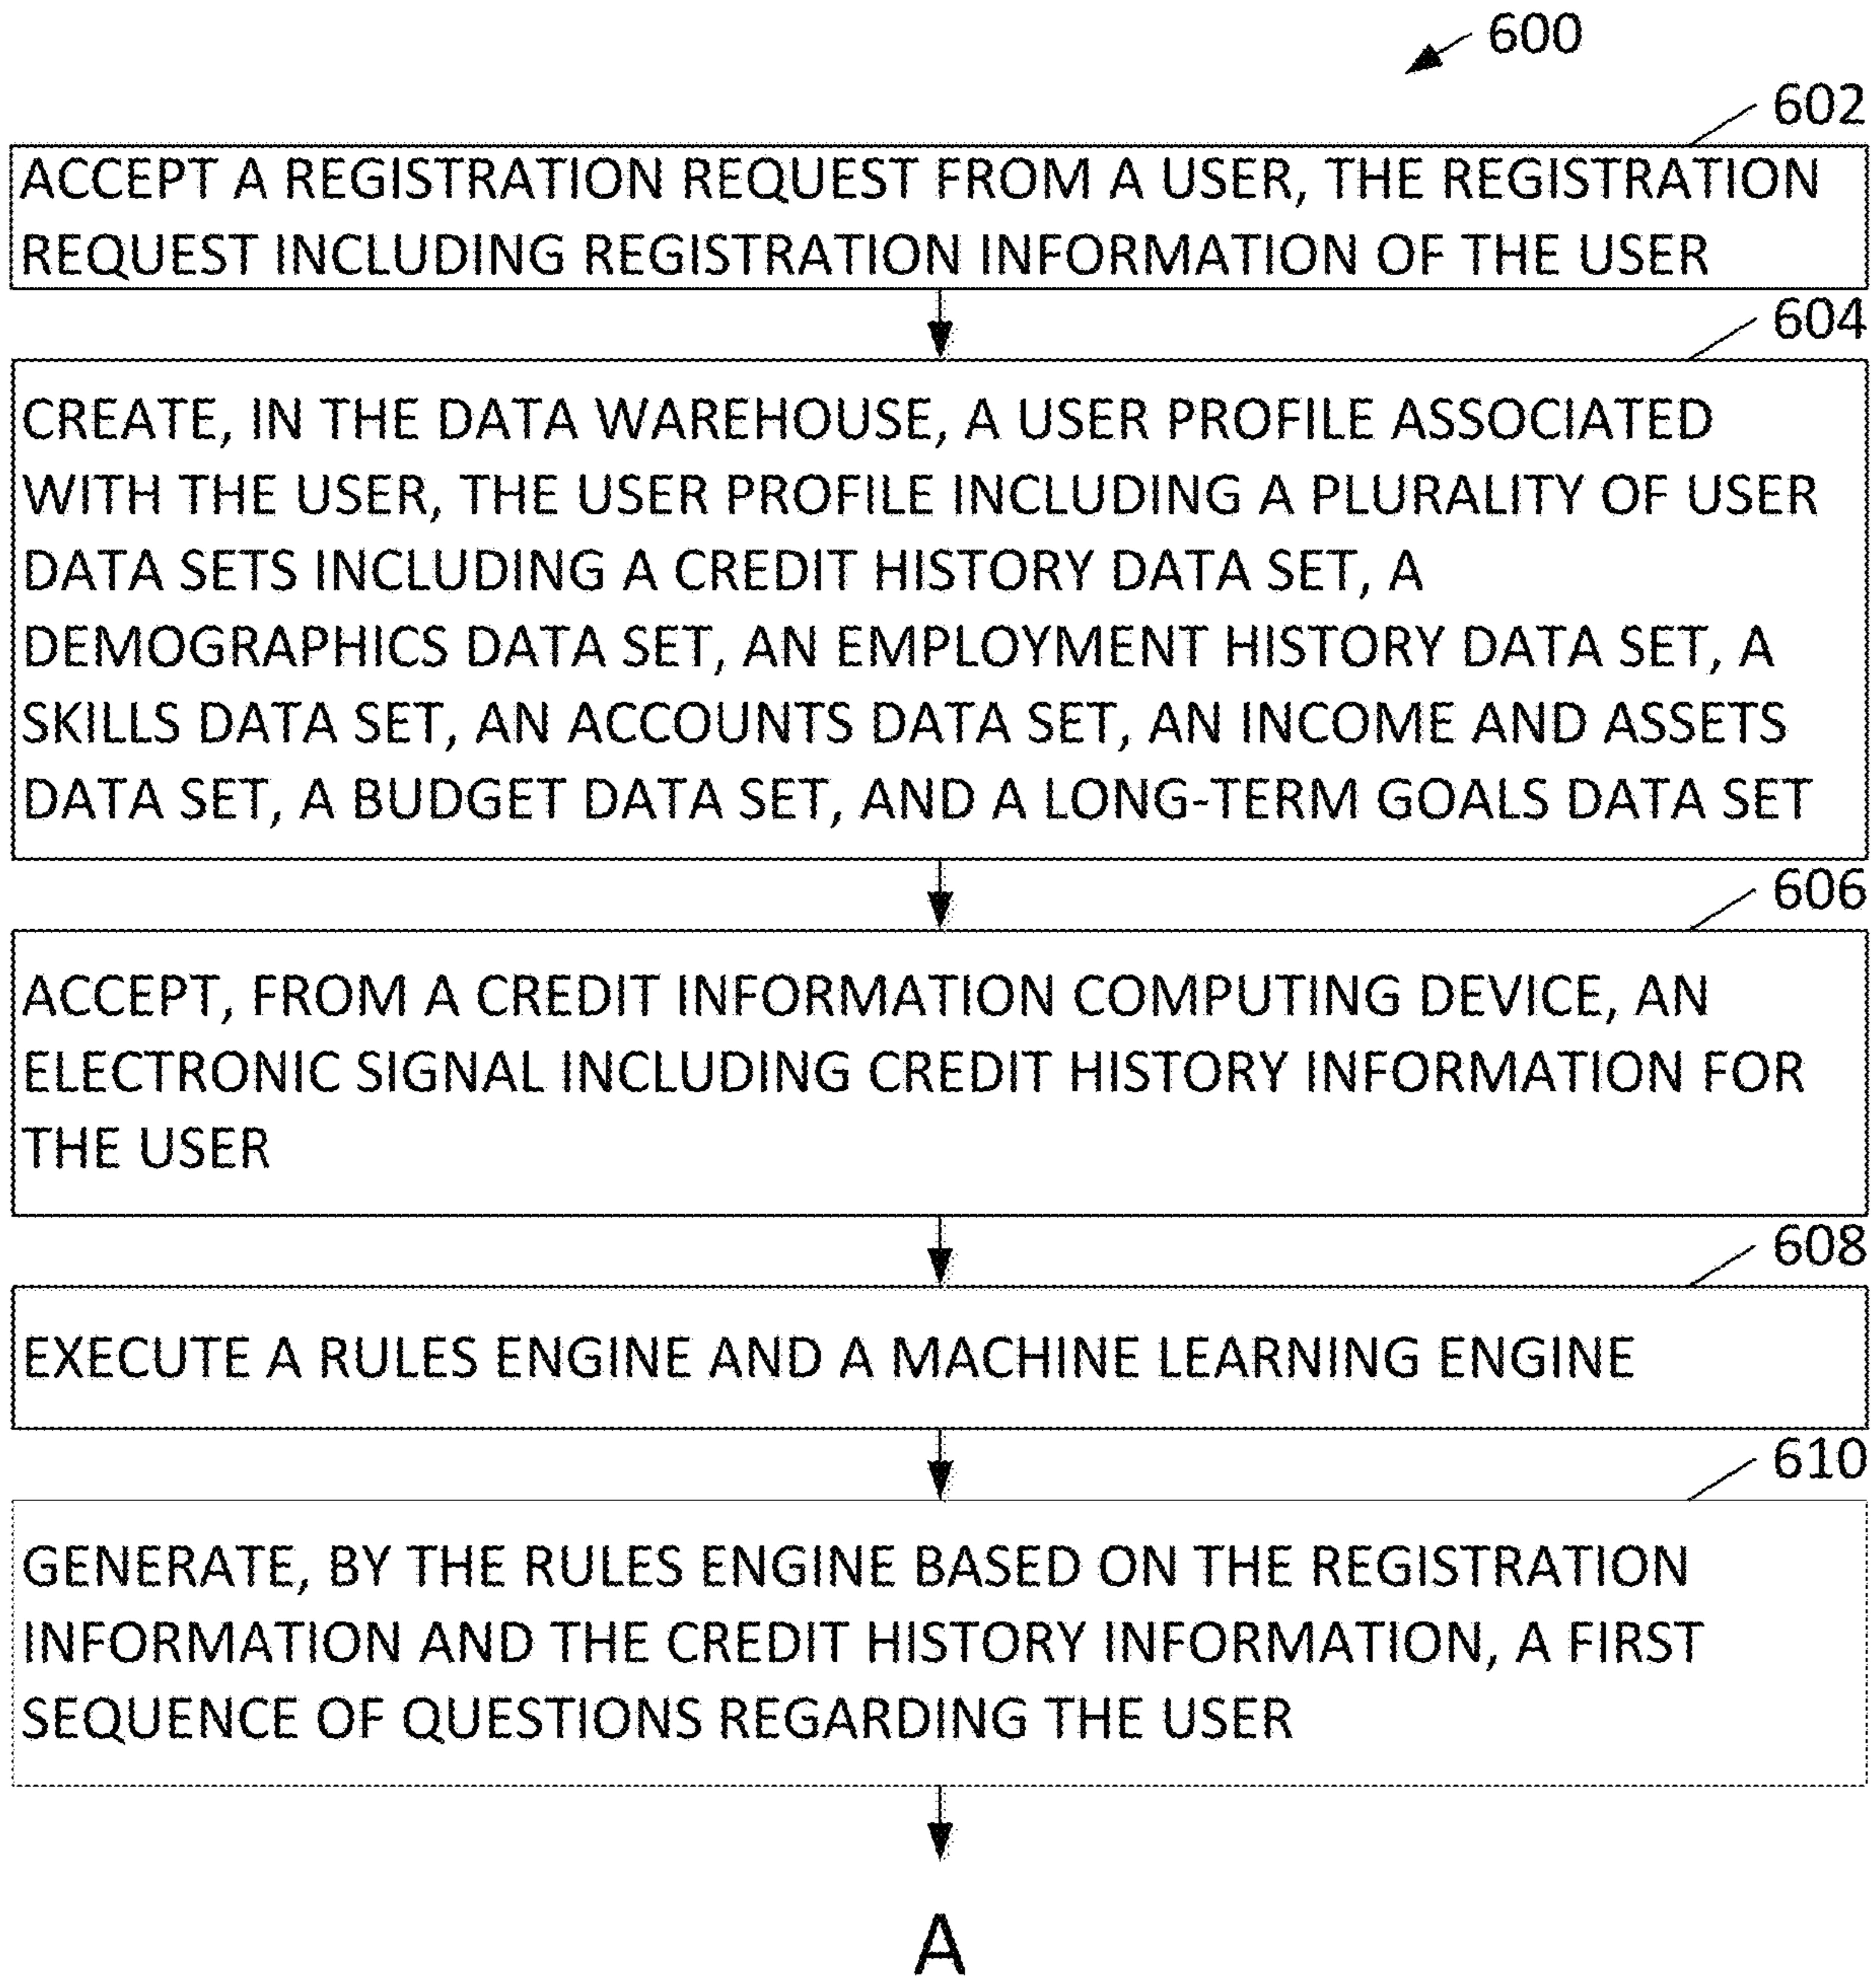 600
602
ACCEPT A REGISTRATION REQUEST FROM A USER, THE REGISTRATION
REQUEST INCLUDING REGISTRATION INFORMATION OF THE USER
604
CREATE, IN THE DATA WAREHOUSE, A USER PROFILE ASSOCIATED
WITH THE USER, THE USER PROFILE INCLUDING A PLURALITY OF USER
DATA SETS INCLUDING A CREDIT HISTORY DATA SET, A
DEMOGRAPHICS DATA SET, AN EMPLOYMENT HISTORY DATA SET, A
SKILLS DATA SET, AN ACCOUNTS DATA SET, AN INCOME AND ASSETS
DATA SET, A BUDGET DATA SET, AND A LONG-TERM GOALS DATA SET
606
ACCEPT, FROM A CREDIT INFORMATION COMPUTING DEVICE, AN
ELECTRONIC SIGNAL INCLUDING CREDIT HISTORY INFORMATION FOR
THE USER
608
EXECUTE A RULES ENGINE AND A MACHINE LEARNING ENGINE
610
GENERATE, BY THE RULES ENGINE BASED ON THE REGISTRATION
INFORMATION AND THE CREDIT HISTORY INFORMATION, A FIRST
SEQUENCE OF QUESTIONS REGARDING THE USER
A